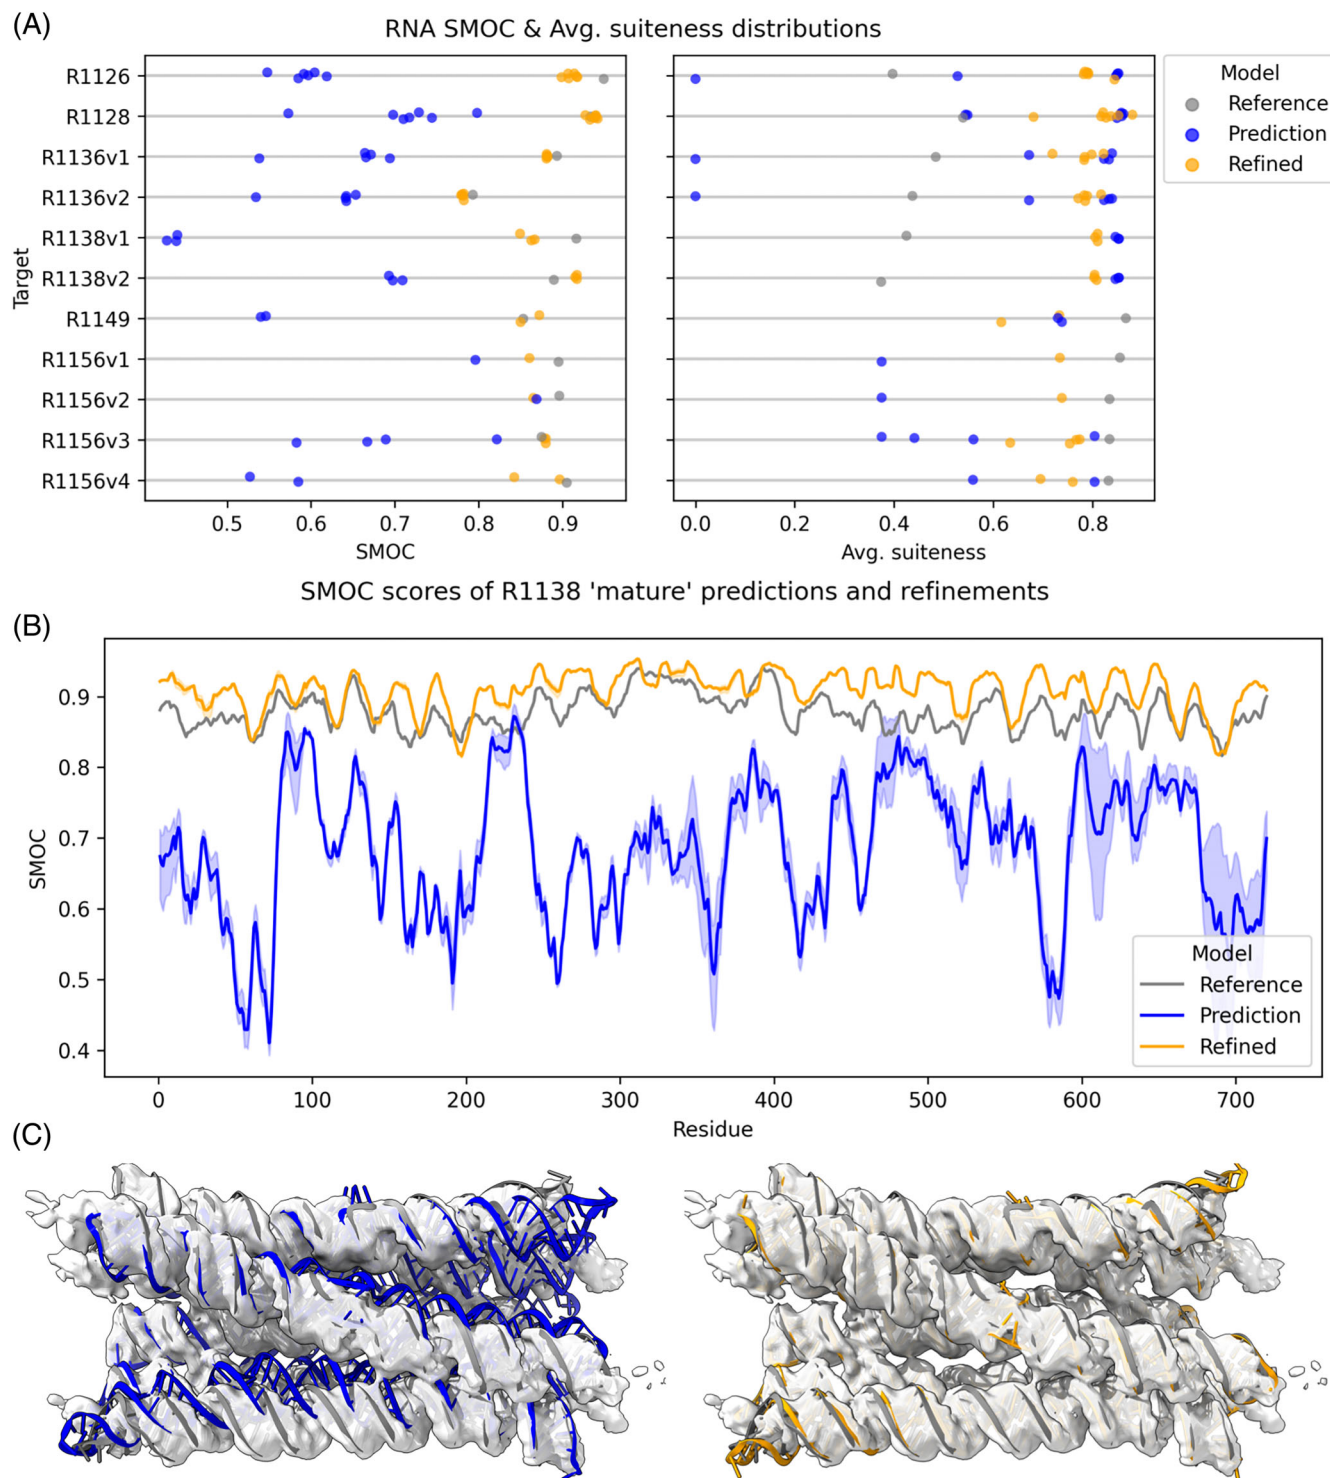 (A)
RNA SMOC & Avg. suiteness distributions
Target
R1126
R1128
R1136v1
R1136v2
R1138v1
R1138v2
R1149
R1156v1
R1156v2
R1156v3
R1156v4
0.5 0.6 0.7 0.8 0.9
SMOC
0.0 0.2 0.4 0.6 0.8
Avg. suiteness
Model
Reference
Prediction
Refined
SMOC scores of R1138 'mature' predictions and refinements
(B)
SMOC
0.9
0.8
0.7
0.6
0.5
0.4
Model
Reference
Prediction
Refined
0 100 200 300 400 500 600 700
Residue
(C)